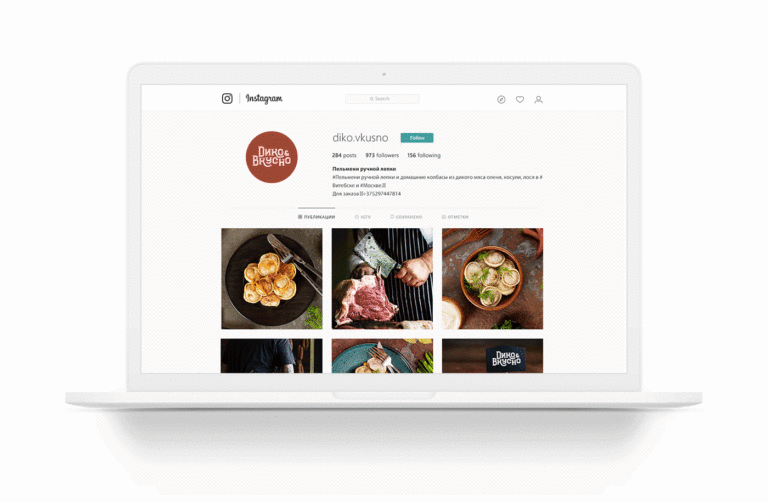 Instagram
Search
Дико&
Вкусно
diko.vkusno
Follow
284 posts 973 followers 156 following
Пельмени ручной лепки
#Пельмени ручной лепки и домашние колбасы из дикого мяса оленя, косули, лося в #
Витебске и #Москве
Для заказа +375297447814
ПУБЛИКАЦИИ
IGTV
СОХРАНЕНО
ОТМЕТКИ
Дико&
Вкусно